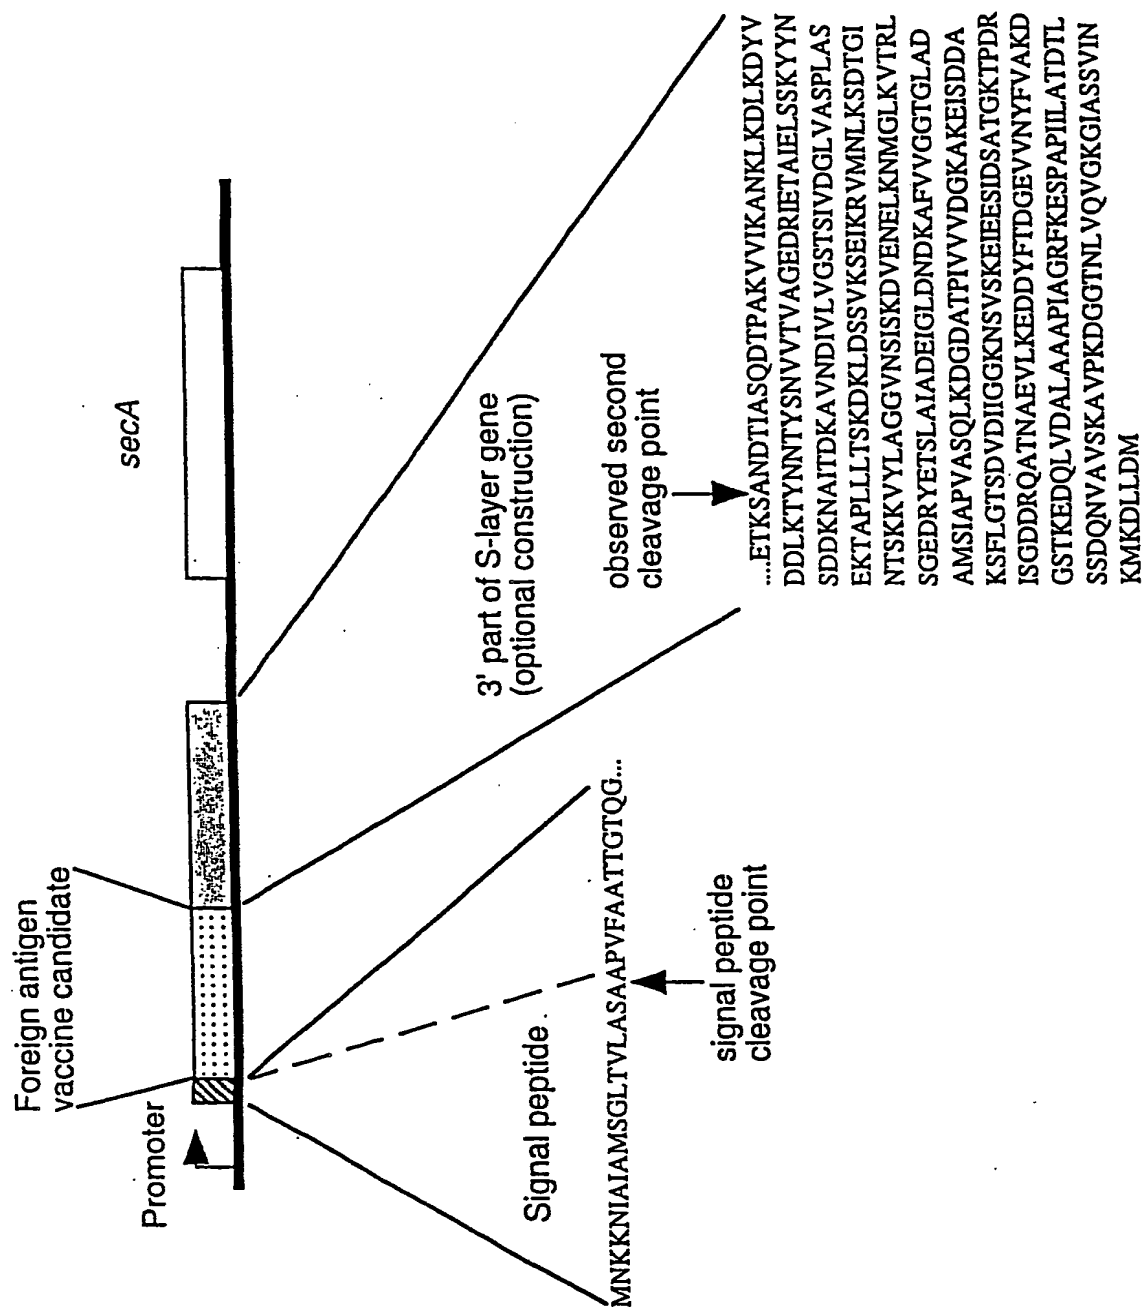 Foreign antigen
vaccine candidate
Promoter
secA
Signal peptide
MNKKNIAIAMSGLTVLASAAPVFAATTGTQG...
signal peptide
cleavage point
3' part of S-layer gene
(optional construction)
observed second
cleavage point
....ETKSANDTIASQDTPAKVVIKANKLKDLKDYV
DDLKTYNNTYSNVVTVAGEDRIETAIELSSKYYN
SDDKNAITDKAVNDIVLVGSTSIVDGLVASPLAS
EKTAPLLLTSKDKLDSSVKSEIKRVMNLKSDTGI
NTSKKVYLAGGVNSISKDVENELKNMGLKVTRL
SGEDRYETSLAIADEIGLDNDKAFVVGGTGLAD
AMSIAPVASQLKDGDATPIVVVDGKAKEISDDA
KSFLGTSDVDIIGGKNSVSKEIEESIDSATGKTPDR
ISGDDRQATNAEVLKEDDYFTDGEVVNYFVAKD
GSTKEDQLVDALAAAPIAGRFKESPAPIILATDTL
SSDQNVAVSKAVPKDGGTNLVQVGKGIASSVIN
KMKDLLDM